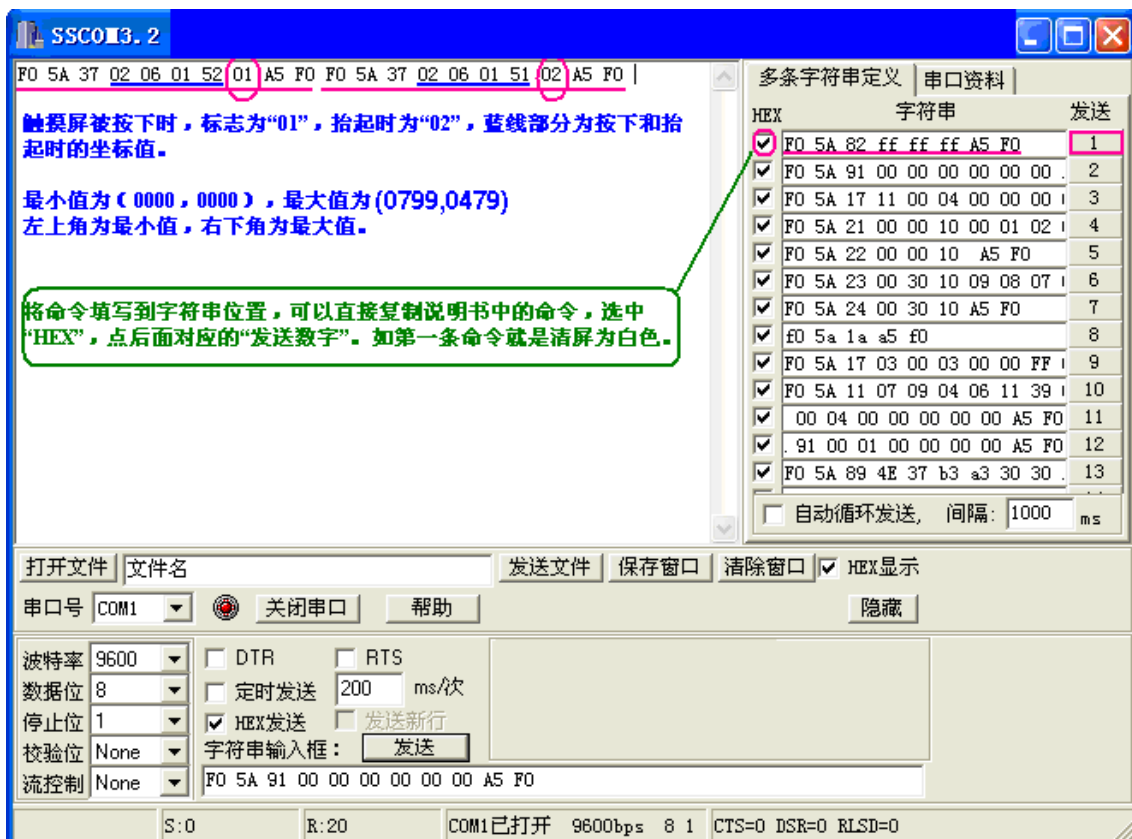 SSCOM3.2
F0 5A 37 02 06 01 52 01 A5 F0 F0 5A 37 02 06 01 51 02 A5 F0
触摸屏被按下时，标志为“01”，抬起时为“02”，蓝线部分为按下和抬
起时的坐标值。
最小值为（0000，0000），最大值为(0799,0479)
左上角为最小值，右下角为最大值。
将命令填写到字符串位置，可以直接复制说明书中的命令，选中
“HEX”，点后面对应的“发送数字”。如第一条命令就是清屏为白色。
多条字符串定义 串口资料
HEX 字符串 发送
F0 5A 82 ff ff ff A5 F0 1
F0 5A 91 00 00 00 00 00 00 . 2
F0 5A 17 11 00 04 00 00 00 3
F0 5A 21 00 00 10 00 01 02 4
F0 5A 22 00 00 10 A5 F0 5
F0 5A 23 00 30 10 09 08 07 6
F0 5A 24 00 30 10 A5 F0 7
f0 5a 1a a5 f0 8
F0 5A 17 03 00 03 00 00 FF 9
F0 5A 11 07 09 04 06 11 39 10
00 04 00 00 00 00 00 A5 F0 11
. 91 00 01 00 00 00 00 A5 F0 12
F0 5A 89 4E 37 b3 a3 30 30 . 13
自动循环发送, 间隔: 1000 ms
打开文件 文件名 发送文件 保存窗口 清除窗口 HEX显示
串口号 COM1 关闭串口 帮助 隐藏
波特率 9600 DTR RTS
数据位 8 定时发送 200 ms/次
停止位 1 HEX发送 发送新行
校验位 None 字符串输入框： 发送
流控制 None F0 5A 91 00 00 00 00 00 00 A5 F0
S:0 R:20 COM1已打开 9600bps 8 1 CTS=0 DSR=0 RLSD=0